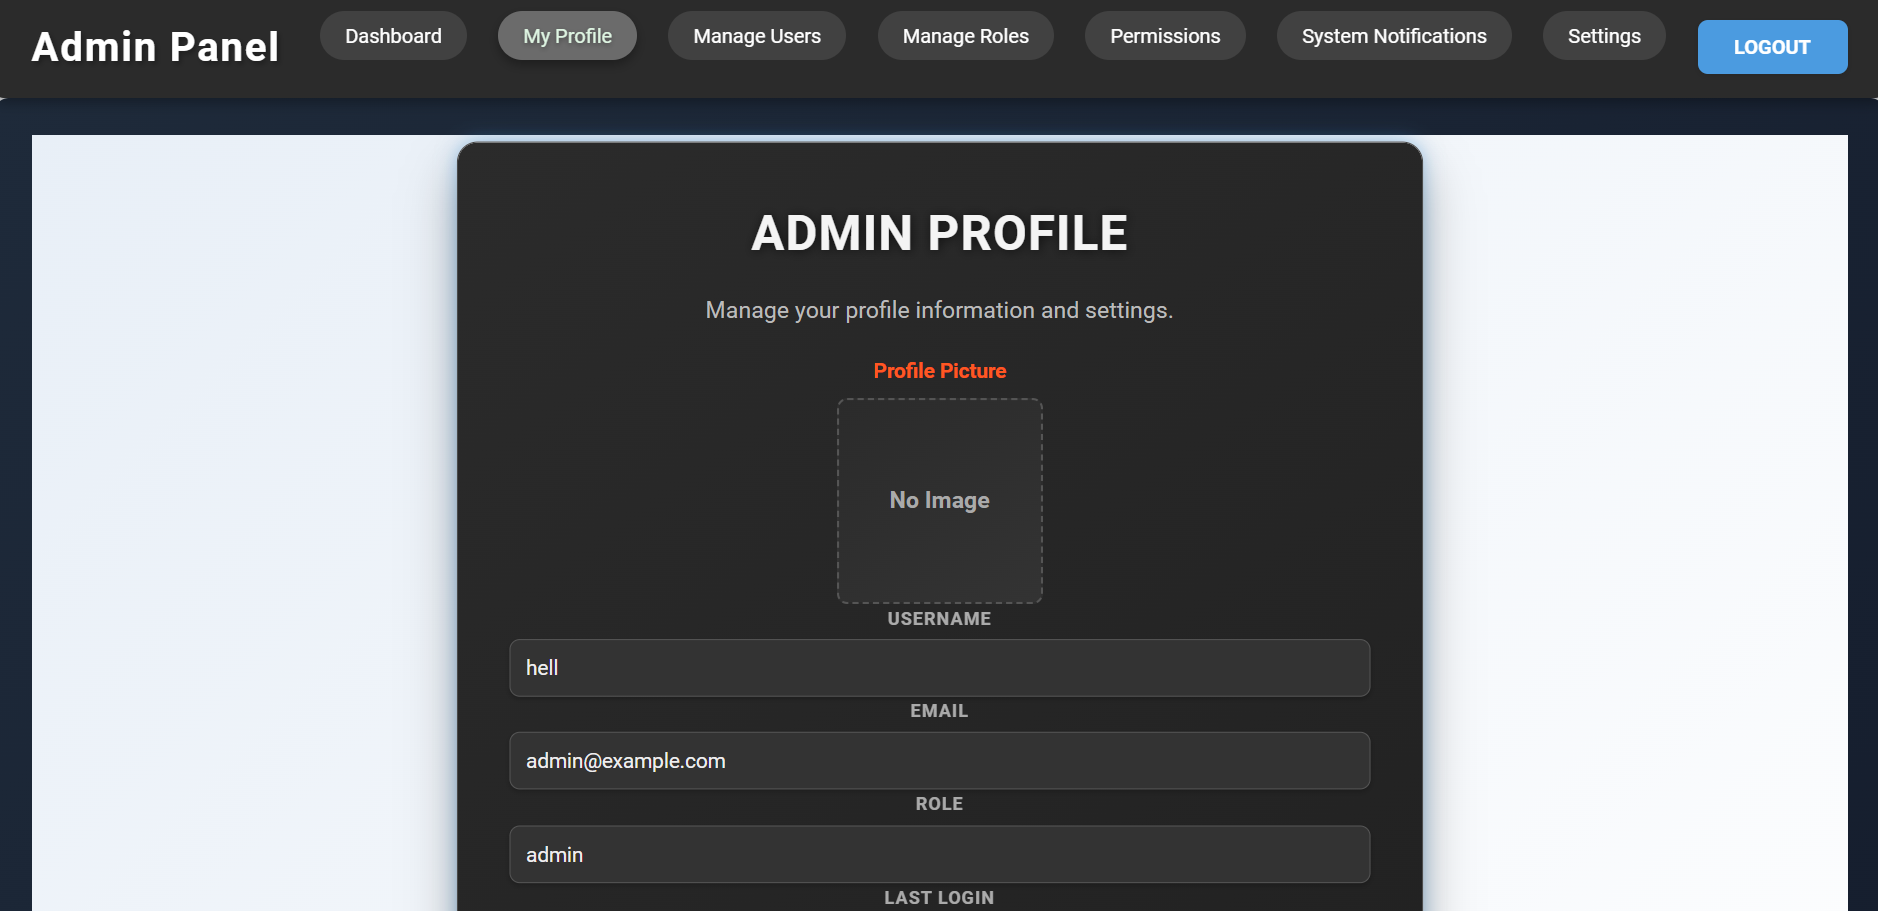 Admin Panel
Dashboard
My Profile
Manage Users
Manage Roles
Permissions
System Notifications
Settings
LOGOUT
ADMIN PROFILE
Manage your profile information and settings.
Profile Picture
No Image
USERNAME
hell
EMAIL
admin@example.com
ROLE
admin
LAST LOGIN